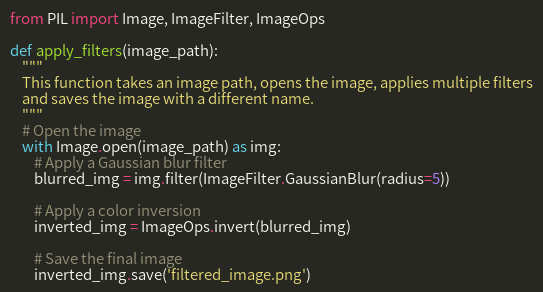 from PIL import Image, ImageFilter, ImageOps

def apply_filters(image_path):
    """
    This function takes an image path, opens the image, applies multiple filters
    and saves the image with a different name.
    """
    # Open the image
    with Image.open(image_path) as img:
        # Apply a Gaussian blur filter
        blurred_img = img.filter(ImageFilter.GaussianBlur(radius=5))

        # Apply a color inversion
        inverted_img = ImageOps.invert(blurred_img)

        # Save the final image
        inverted_img.save('filtered_image.png')